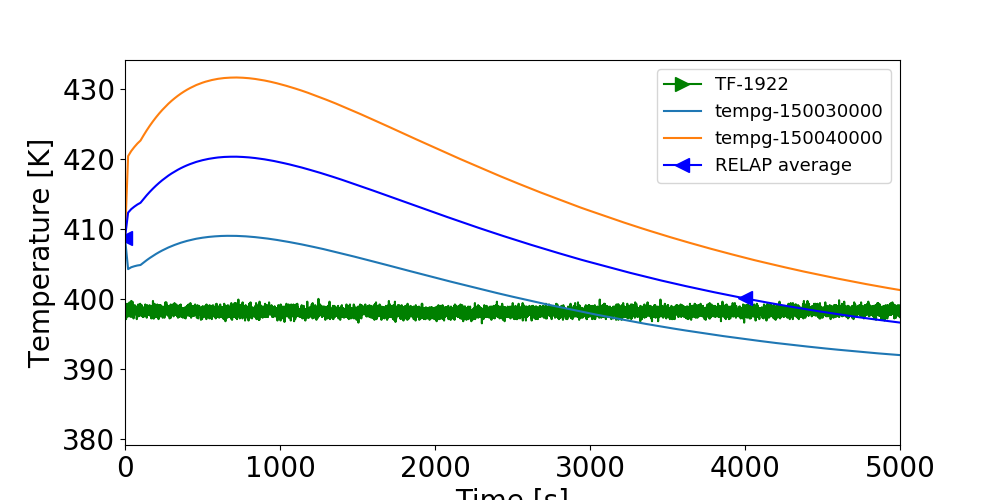 Temperature [K]
430
420
410
400
390
380
TF-1922
tempg-150030000
tempg-150040000
RELAP average
0 1000 2000 3000 4000 5000
Time [s]